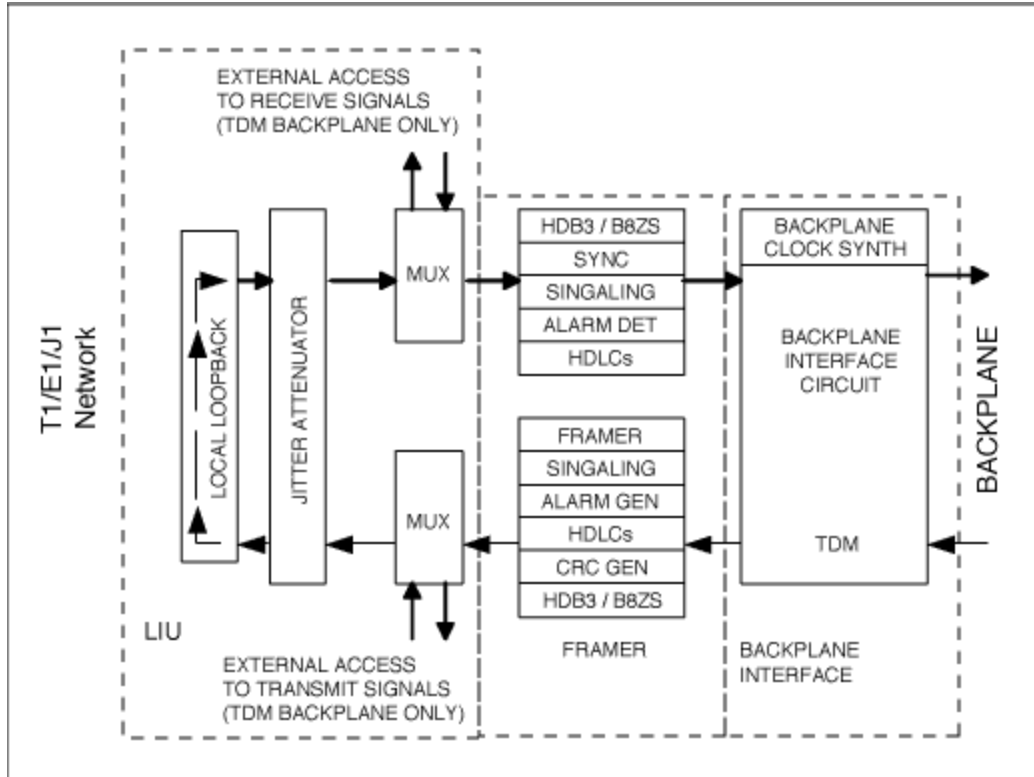 EXTERNAL ACCESS
TO RECEIVE SIGNALS
(TDM BACKPLANE ONLY)
T1/E1/J1
Network
LOCAL LOOPBACK
JITTER ATTENUATOR
MUX
HDB3 / B8ZS
SYNC
SINGALING
ALARM DET
HDLCs
BACKPLANE
CLOCK SYNTH
BACKPLANE
INTERFACE
CIRCUIT
TDM
BACKPLANE
MUX
FRAMER
SINGALING
ALARM GEN
HDLCs
CRC GEN
HDB3 / B8ZS
LIU
EXTERNAL ACCESS
TO TRANSMIT SIGNALS
(TDM BACKPLANE ONLY)
FRAMER
BACKPLANE
INTERFACE